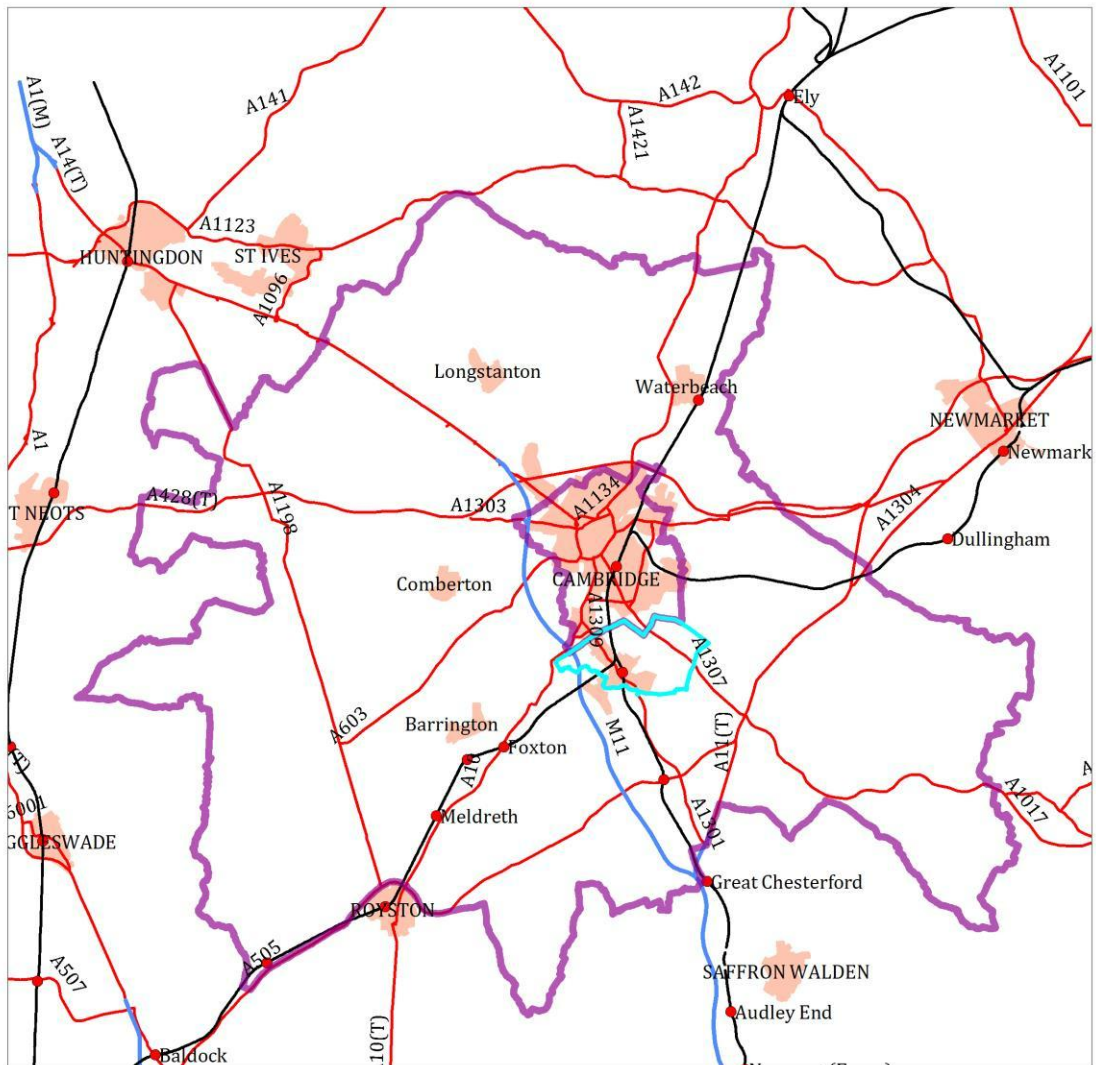 A1(M)
A14(T)
A141
A142
A1421
Ely
A1101
A1123
HUNTINGDON
ST IVES
A1096
Longstanton
Waterbeach
NEWMARKET
Newmark
A1
T NEOTS
A428(T)
A1198
A1303
A1134
A1304
Dullingham
Comberton
CAMBRIDGE
A1309
A1307
A603
Barrington
Foxton
M11
A11(T)
A10
Meldreth
A1301
A1017
A
(T)
6001
GGLESWADE
Great Chesterford
ROYSTON
A505
A507
SAFFRON WALDEN
Audley End
10(T)
Baldock